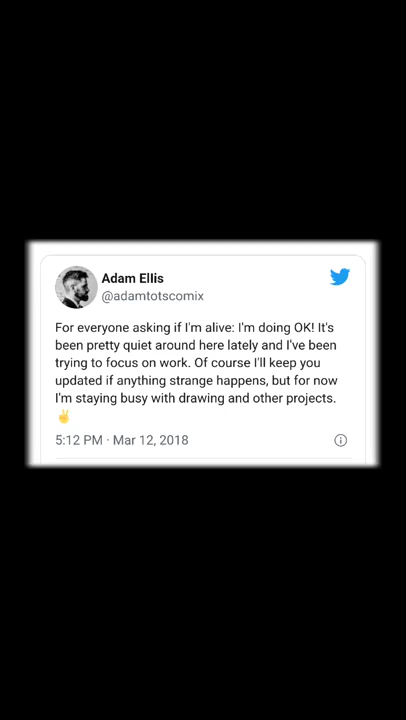 Adam Ellis
@adamtotscomix
For everyone asking if I'm alive: I'm doing OK! It's
been pretty quiet around here lately and I've been
trying to focus on work. Of course I'll keep you
updated if anything strange happens, but for now
I'm staying busy with drawing and other projects.
✌️
5:12 PM · Mar 12, 2018